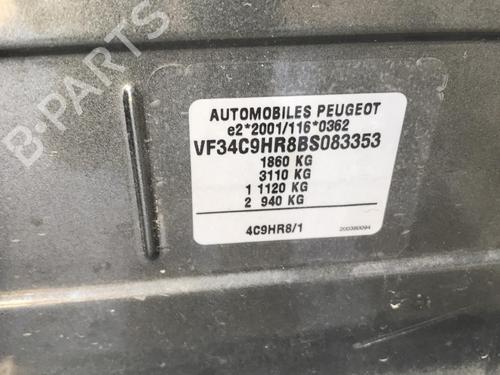 B-PARTS
AUTOMOBILES PEUGEOT
e2*2001/116*0362
VF34C9HR8BS083353
1860 KG
3110 KG
1 1120 KG
2 940 KG
4C9HR8/1
200380094